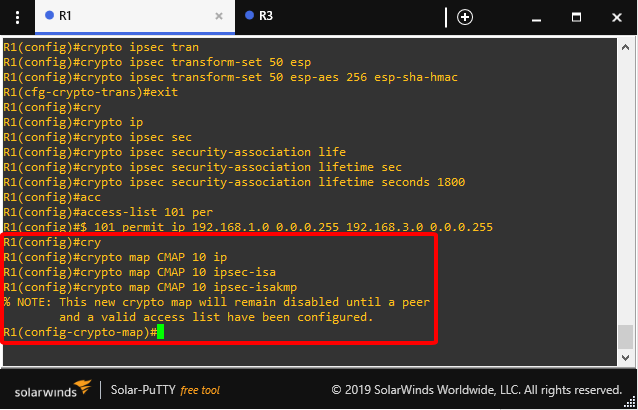 R1
R3
R1(config)#crypto ipsec tran
R1(config)#crypto ipsec transform-set 50 esp
R1(config)#crypto ipsec transform-set 50 esp-aes 256 esp-sha-hmac
R1(cfg-crypto-trans)#exit
R1(config)#cry
R1(config)#crypto ip
R1(config)#crypto ipsec sec
R1(config)#crypto ipsec security-association life
R1(config)#crypto ipsec security-association lifetime sec
R1(config)#crypto ipsec security-association lifetime seconds 1800
R1(config)#acc
R1(config)#access-list 101 per
R1(config)#$ 101 permit ip 192.168.1.0 0.0.0.255 192.168.3.0 0.0.0.255
R1(config)#cry
R1(config)#crypto map CMAP 10 ip
R1(config)#crypto map CMAP 10 ipsec-isa
R1(config)#crypto map CMAP 10 ipsec-isakmp
% NOTE: This new crypto map will remain disabled until a peer
and a valid access list have been configured.
R1(config-crypto-map)#
solarwinds
Solar-PuTTY free tool
© 2019 SolarWinds Worldwide, LLC. All rights reserved.